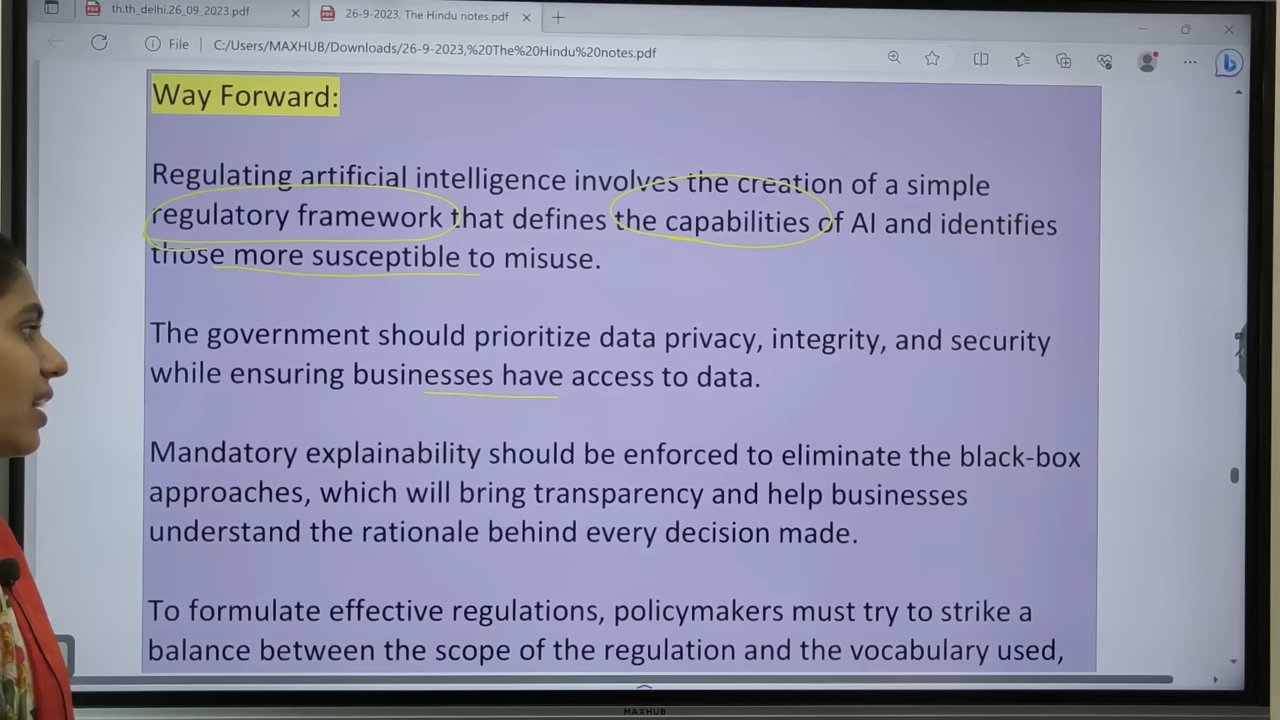 th.th_delhi.26_09_2023.pdf
26-9-2023, The Hindu notes.pdf
File
C:/Users/MAXHUB/Downloads/26-9-2023,%20The%20Hindu%20notes.pdf
Way Forward:
Regulating artificial intelligence involves the creation of a simple
regulatory framework that defines the capabilities of AI and identifies
those more susceptible to misuse.
The government should prioritize data privacy, integrity, and security
while ensuring businesses have access to data.
Mandatory explainability should be enforced to eliminate the black-box
approaches, which will bring transparency and help businesses
understand the rationale behind every decision made.
To formulate effective regulations, policymakers must try to strike a
balance between the scope of the regulation and the vocabulary used,
MAXHUB